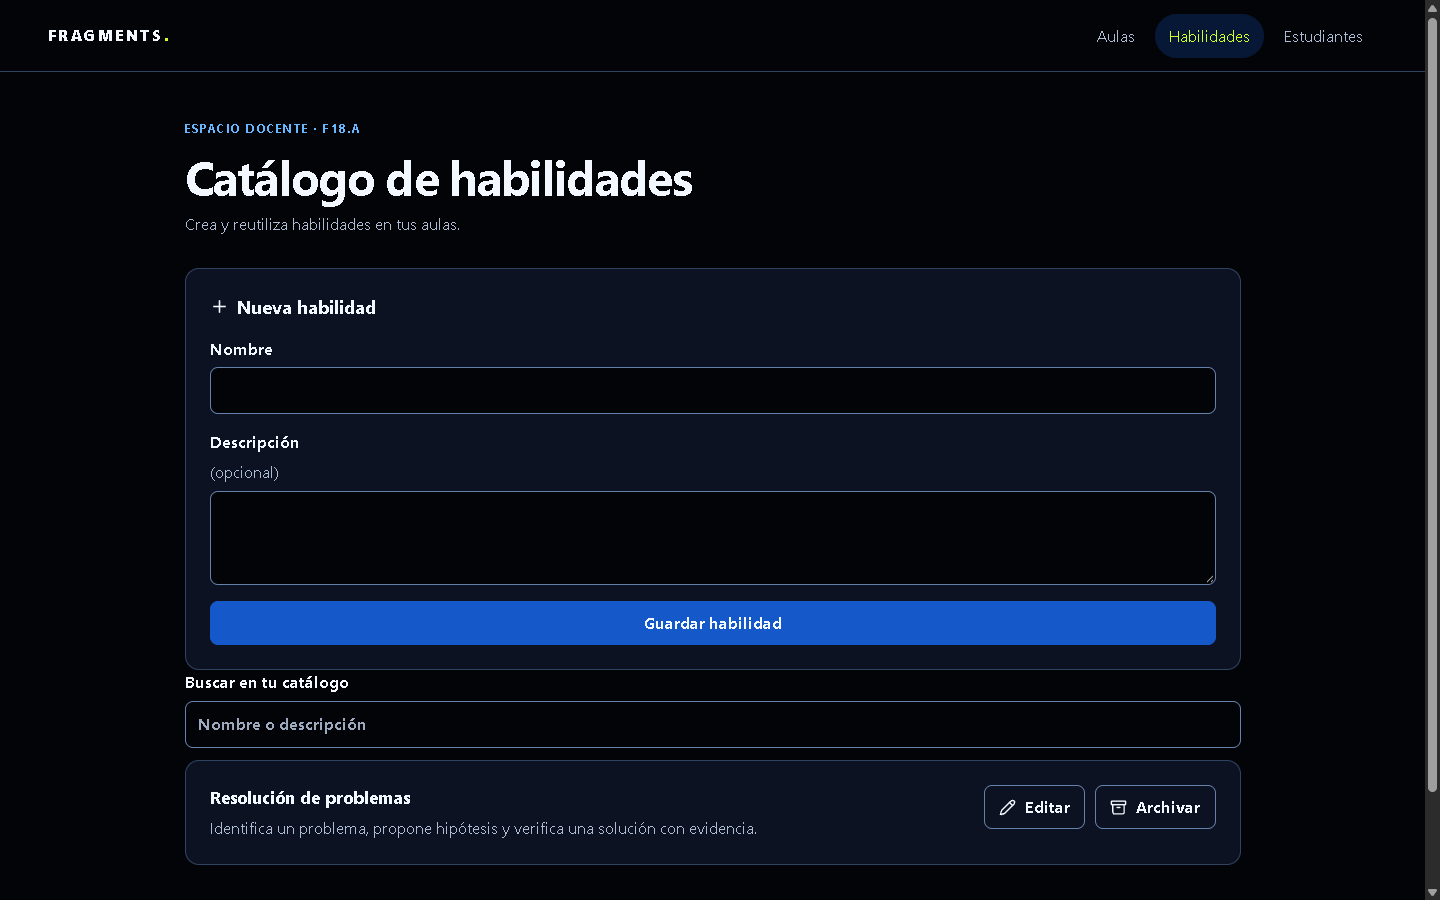 FRAGMENTS.
Aulas
Habilidades
Estudiantes
ESPACIO DOCENTE · F18.A
Catálogo de habilidades
Crea y reutiliza habilidades en tus aulas.
Nueva habilidad
Nombre
Descripción
(opcional)
Guardar habilidad
Buscar en tu catálogo
Nombre o descripción
Resolución de problemas
Identifica un problema, propone hipótesis y verifica una solución con evidencia.
Editar
Archivar